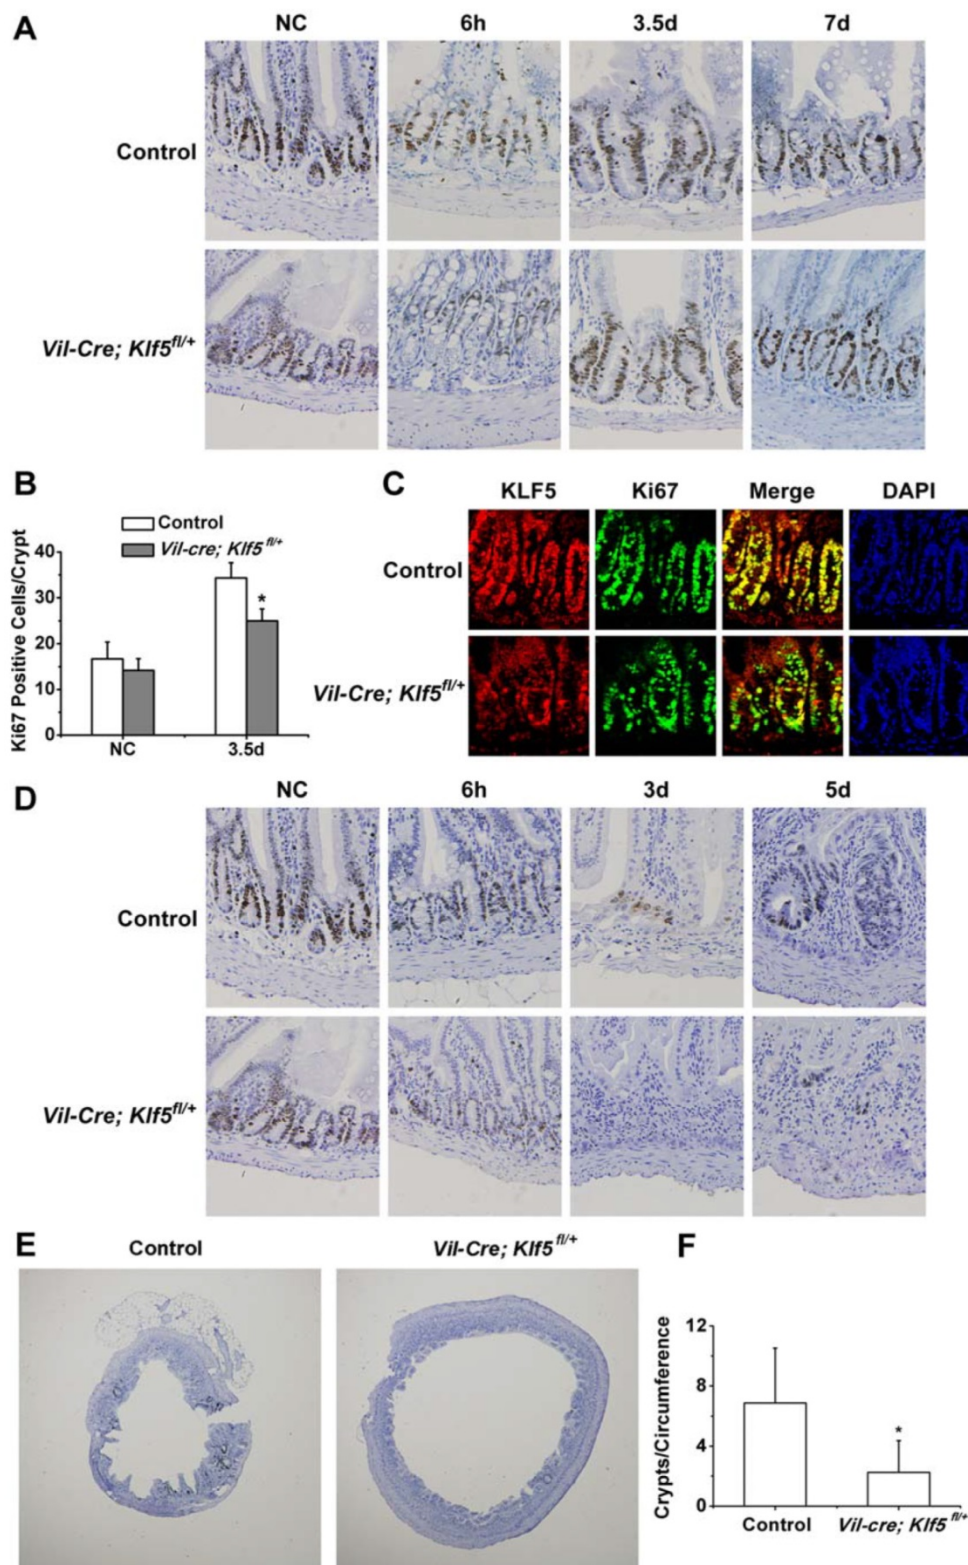 A
NC 6h 3.5d 7d
Control
Vil-Cre; Klf5fl/+
B
Control
Vil-cre; Klf5fl/+
Ki67 Positive Cells/Crypt
40
30
20
10
0
*
NC 3.5d
C
KLF5 Ki67 Merge DAPI
Control
Vil-Cre; Klf5fl/+
D
NC 6h 3d 5d
Control
Vil-Cre; Klf5fl/+
E
Control Vil-Cre; Klf5fl/+
F
Crypts/Circumference
12
8
4
0
*
Control Vil-cre; Klf5fl/+